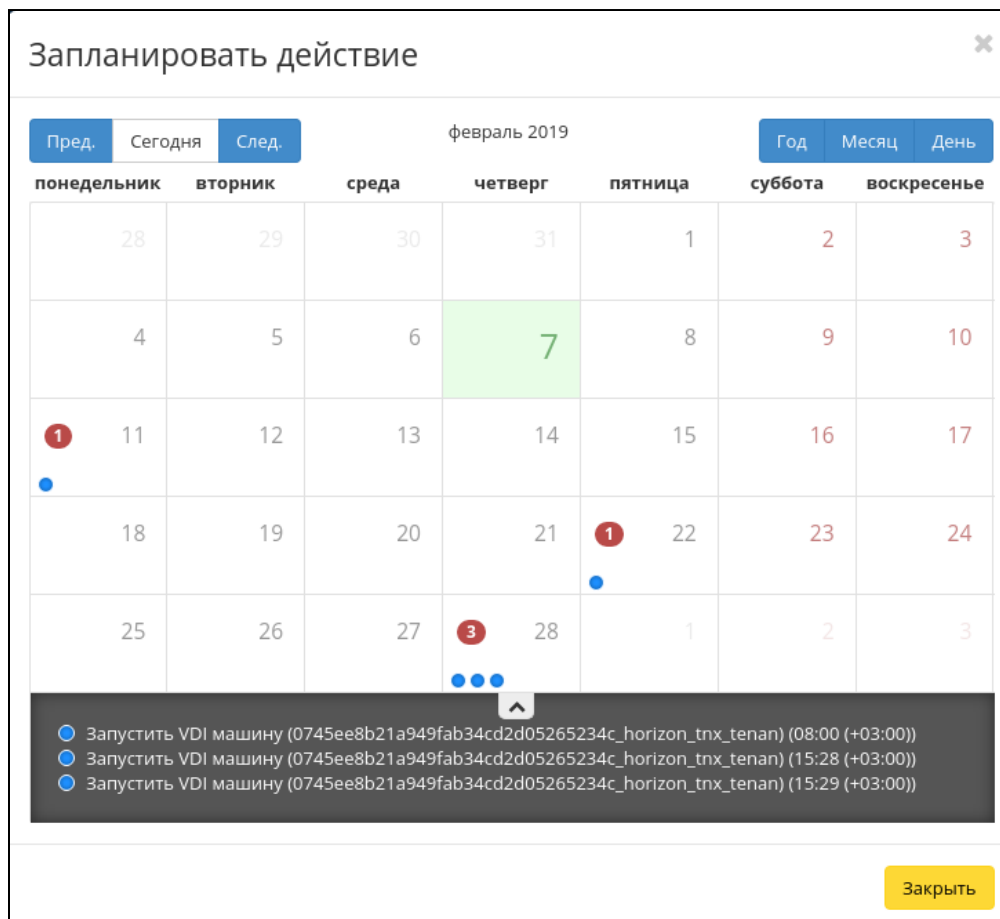 Запланировать действие
×
Пред. Сегодня След. февраль 2019 Год Месяц День
понедельник вторник среда четверг пятница суббота воскресенье
28 29 30 31 1 2 3
4 5 6 7 8 9 10
1 11 12 13 14 15 16 17
18 19 20 21 1 22 23 24
25 26 27 3 28 1 2 3
Запустить VDI машину (0745ee8b21a949fab34cd2d05265234c_horizon_tnx_tenan) (08:00 (+03:00))
Запустить VDI машину (0745ee8b21a949fab34cd2d05265234c_horizon_tnx_tenan) (15:28 (+03:00))
Запустить VDI машину (0745ee8b21a949fab34cd2d05265234c_horizon_tnx_tenan) (15:29 (+03:00))
Закрыть